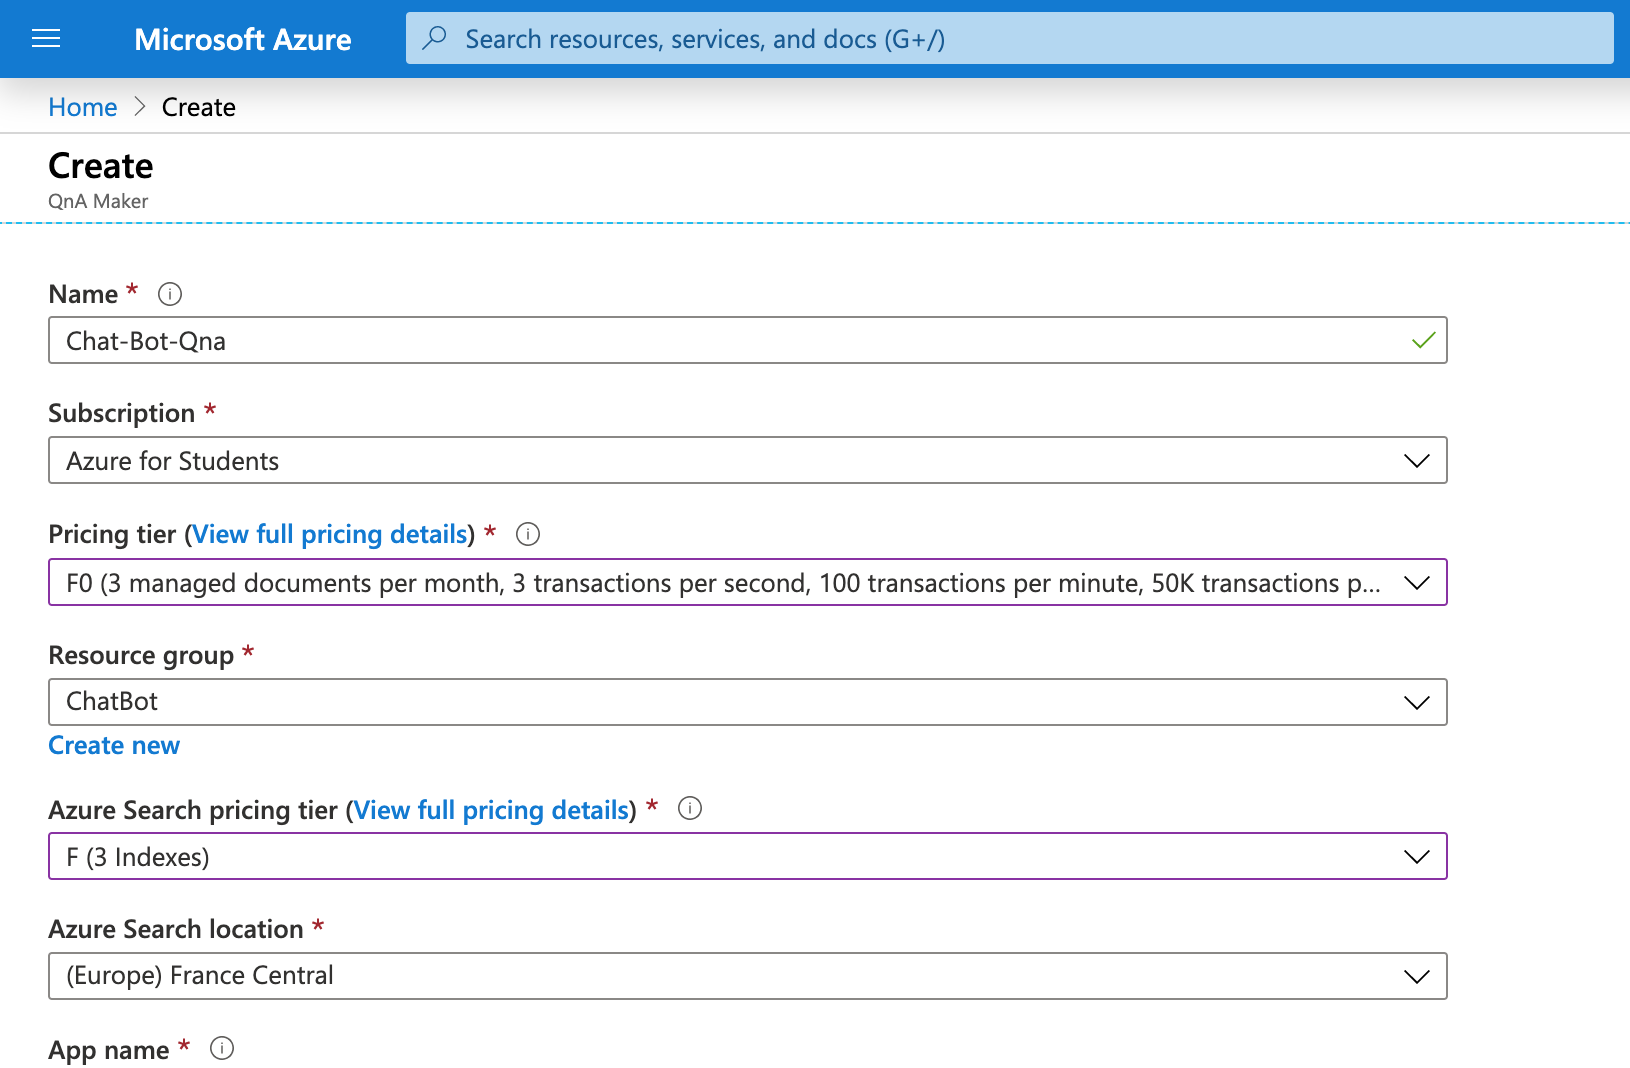 Microsoft Azure
Search resources, services, and docs (G+/)
Home > Create
Create
QnA Maker
Name *
Chat-Bot-Qna
Subscription *
Azure for Students
Pricing tier (View full pricing details) *
F0 (3 managed documents per month, 3 transactions per second, 100 transactions per minute, 50K transactions p...
Resource group *
ChatBot
Create new
Azure Search pricing tier (View full pricing details) *
F (3 Indexes)
Azure Search location *
(Europe) France Central
App name *